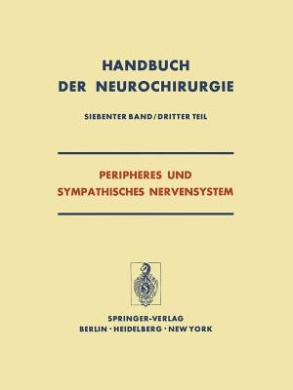 HANDBUCH
DER NEUROCHIRURGIE
SIEBENTER BAND/DRITTER TEIL
PERIPHERES UND
SYMPATHISCHES NERVENSYSTEM
SPRINGER-VERLAG
BERLIN · HEIDELBERG · NEW YORK